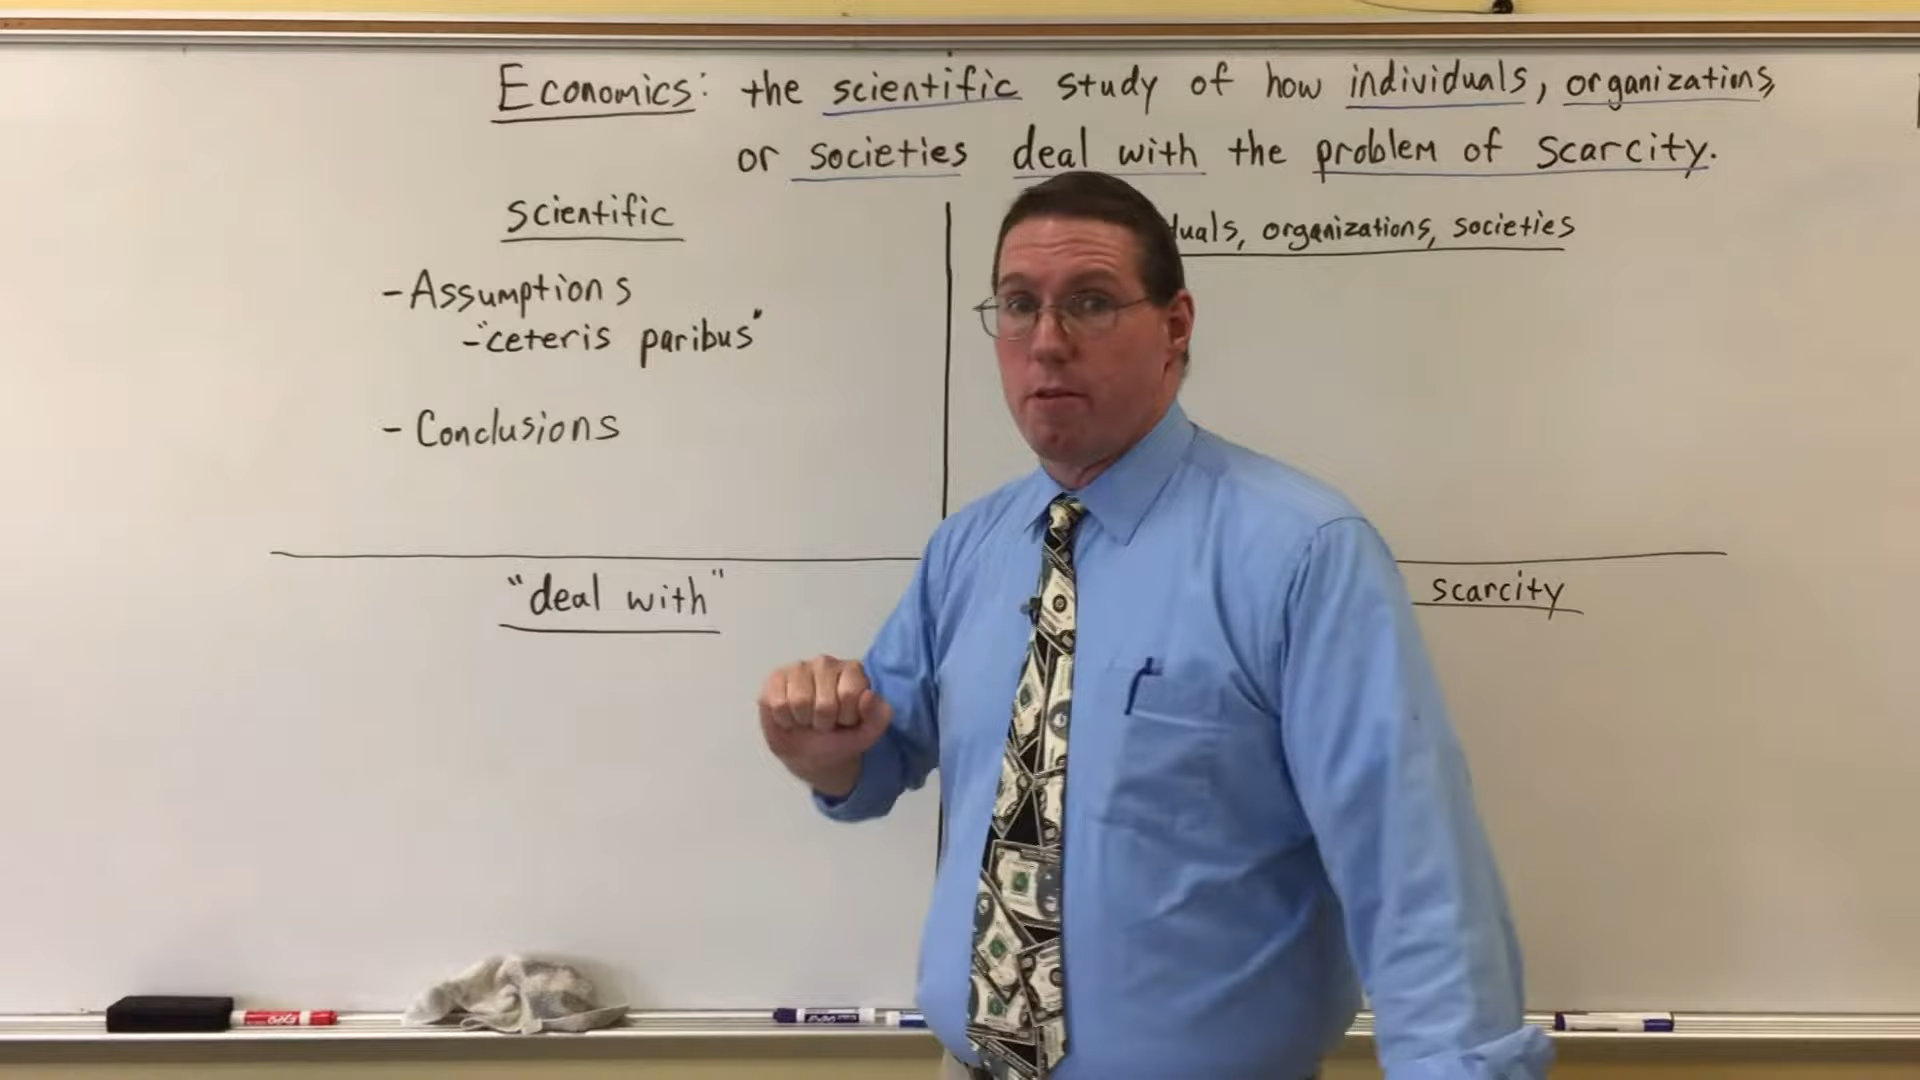 Economics: the scientific study of how individuals, organizations,
or societies deal with the problem of scarcity.
scientific
- Assumptions
-"ceteris paribus"
- Conclusions
duals, organizations, societies
"deal with"
scarcity
EXPO